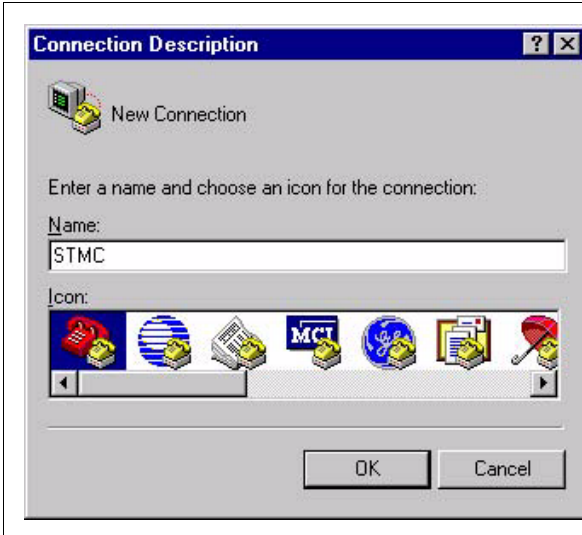 Connection Description
New Connection
Enter a name and choose an icon for the connection:
Name:
STMC
Icon:
MCI
OK Cancel